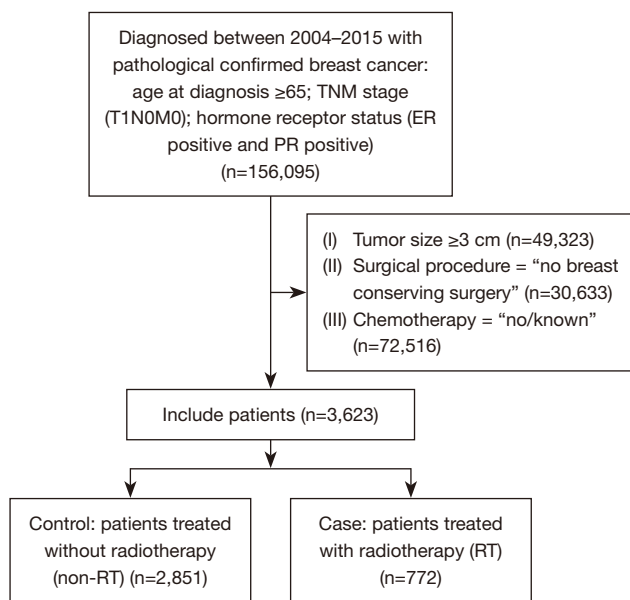 Diagnosed between 2004–2015 with
pathological confirmed breast cancer:
age at diagnosis ≥65; TNM stage
(T1N0M0); hormone receptor status (ER
positive and PR positive)
(n=156,095)
(I) Tumor size ≥3 cm (n=49,323)
(II) Surgical procedure = “no breast
conserving surgery” (n=30,633)
(III) Chemotherapy = “no/known”
(n=72,516)
Include patients (n=3,623)
Control: patients treated
without radiotherapy
(non-RT) (n=2,851)
Case: patients treated
with radiotherapy (RT)
(n=772)